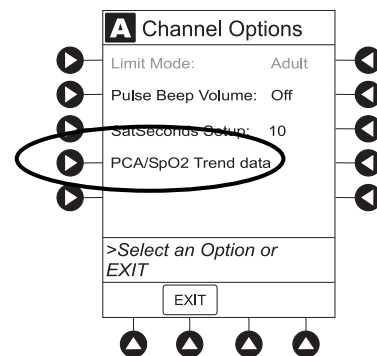 A Channel Options
Limit Mode: Adult
Pulse Beep Volume: Off
SatSeconds Setup: 10
PCA/SpO2 Trend data
>Select an Option or
EXIT
EXIT